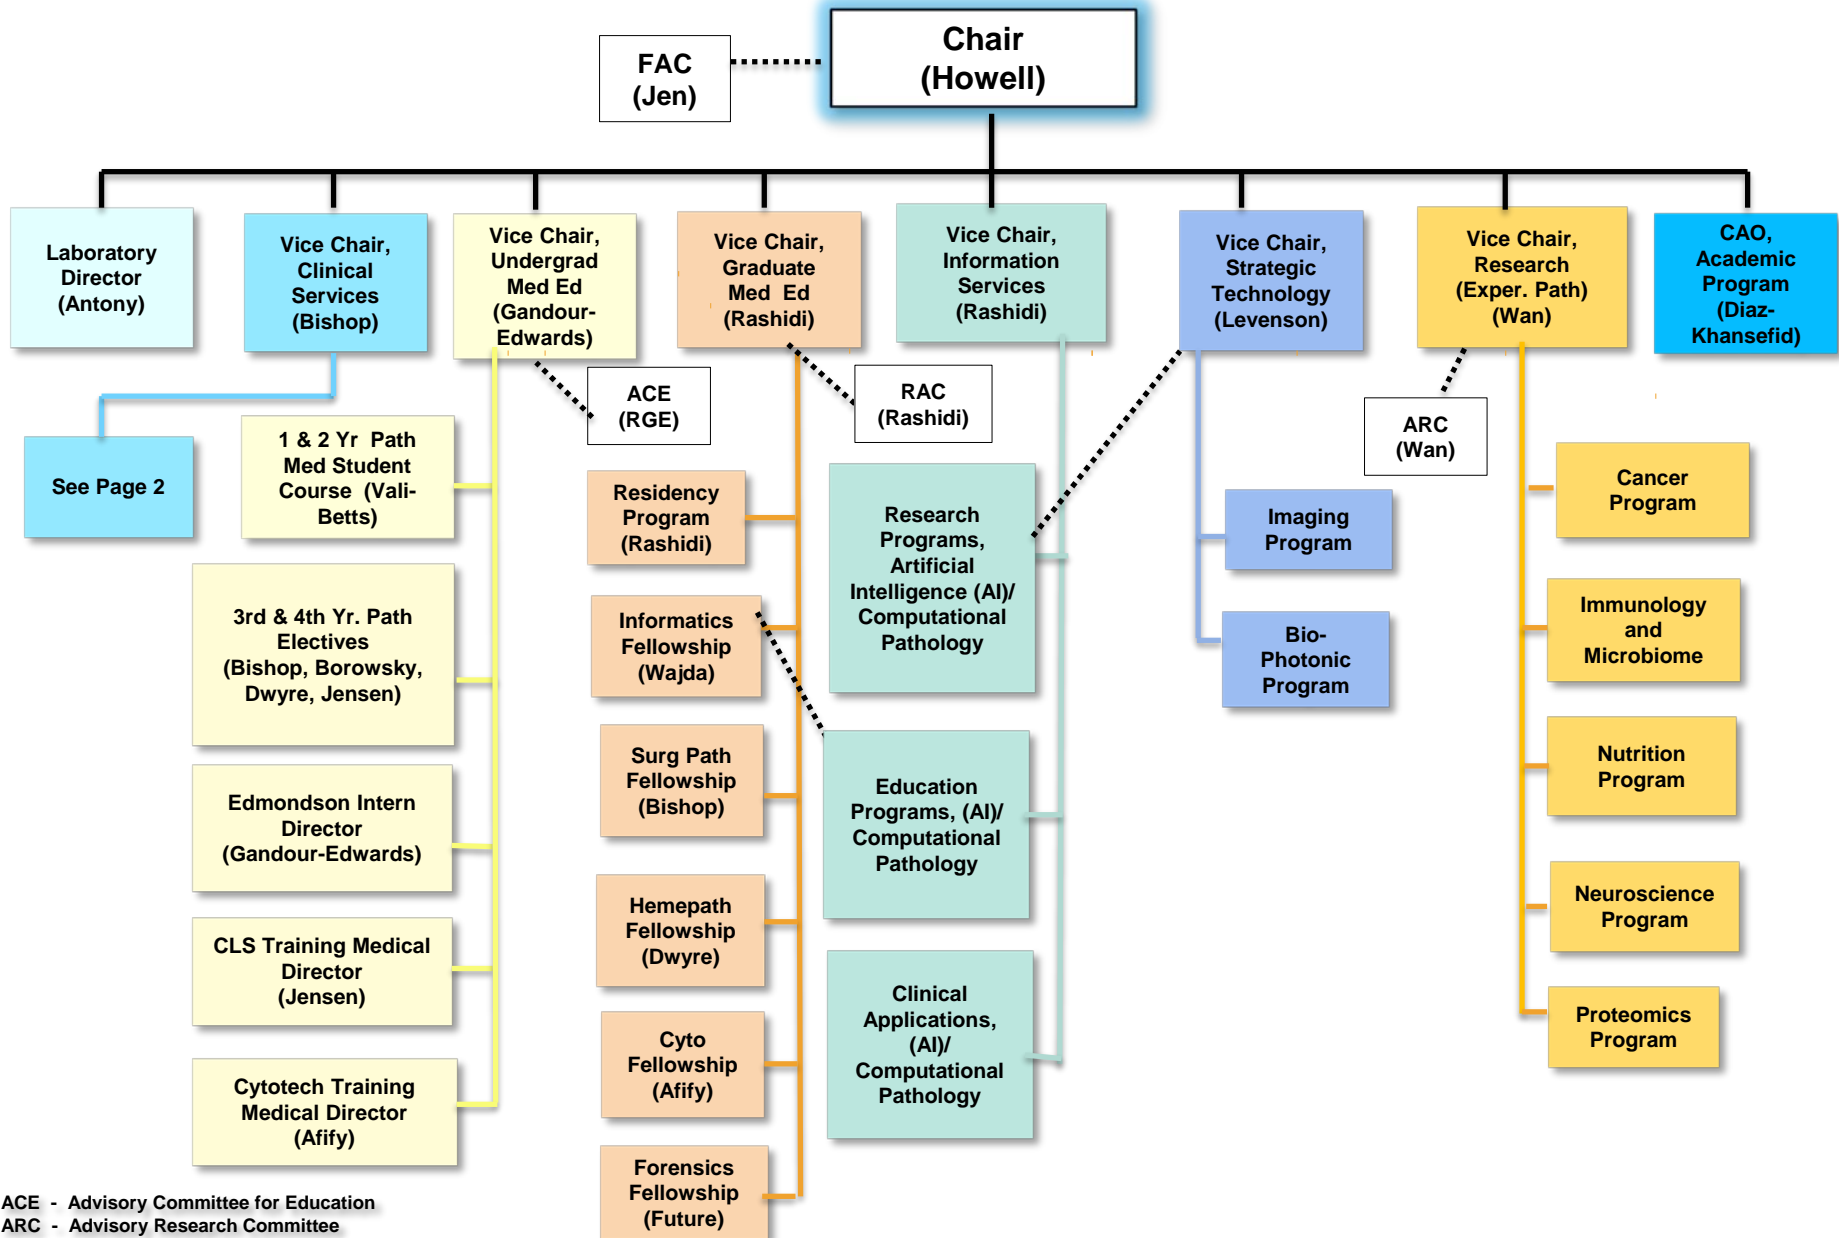 Chair
(Howell)
FAC
(Jen)
Laboratory
Director
(Antony)
Vice Chair,
Clinical
Services
(Bishop)
Vice Chair,
Undergrad
Med Ed
(Gandour-
Edwards)
Vice Chair,
Graduate
Med Ed
(Rashidi)
Vice Chair,
Information
Services
(Rashidi)
Vice Chair,
Strategic
Technology
(Levenson)
Vice Chair,
Research
(Exper. Path)
(Wan)
CAO,
Academic
Program
(Diaz-
Khansefid)
See Page 2
ACE
(RGE)
RAC
(Rashidi)
ARC
(Wan)
1 & 2 Yr Path
Med Student
Course (Vali-
Betts)
3rd & 4th Yr. Path
Electives
(Bishop, Borowsky,
Dwyre, Jensen)
Edmondson Intern
Director
(Gandour-Edwards)
CLS Training Medical
Director
(Jensen)
Cytotech Training
Medical Director
(Afify)
Residency
Program
(Rashidi)
Informatics
Fellowship
(Wajda)
Surg Path
Fellowship
(Bishop)
Hemepath
Fellowship
(Dwyre)
Cyto
Fellowship
(Afify)
Forensics
Fellowship
(Future)
Research
Programs,
Artificial
Intelligence (AI)/
Computational
Pathology
Education
Programs, (AI)/
Computational
Pathology
Clinical
Applications,
(AI)/
Computational
Pathology
Imaging
Program
Bio-
Photonic
Program
Cancer
Program
Immunology
and
Microbiome
Nutrition
Program
Neuroscience
Program
Proteomics
Program
ACE - Advisory Committee for Education
ARC - Advisory Research Committee